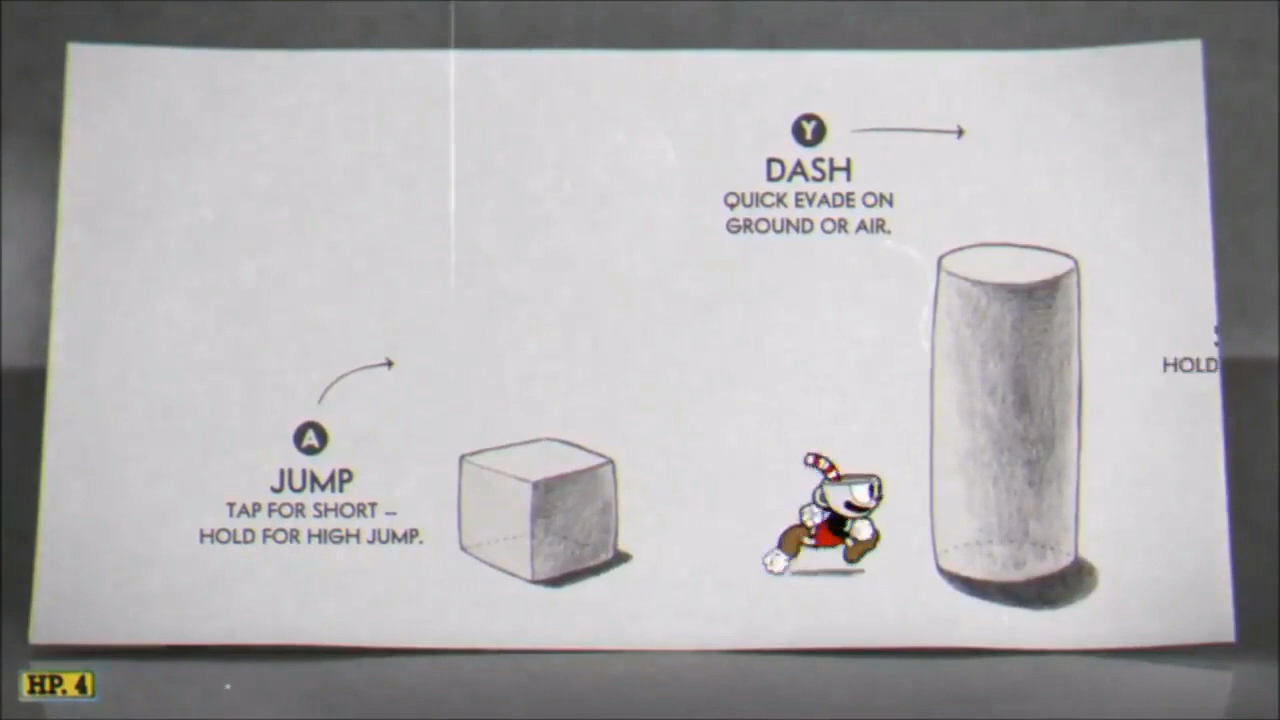 Y
DASH
QUICK EVADE ON
GROUND OR AIR.
A
JUMP
TAP FOR SHORT –
HOLD FOR HIGH JUMP.
HOLD
HP. 4